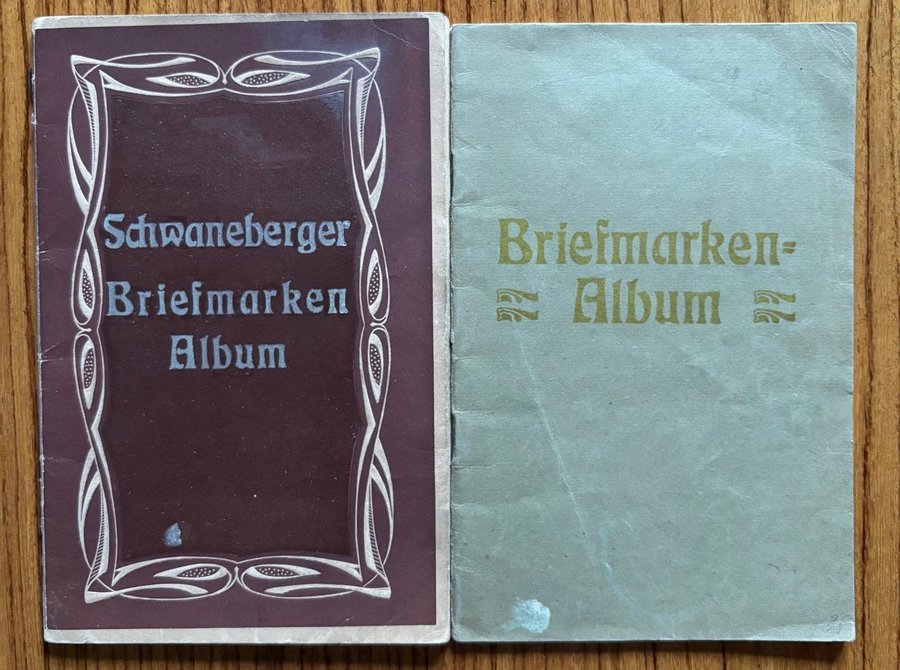 Schwaneberger
Briefmarken
Album
Briefmarken=
Album